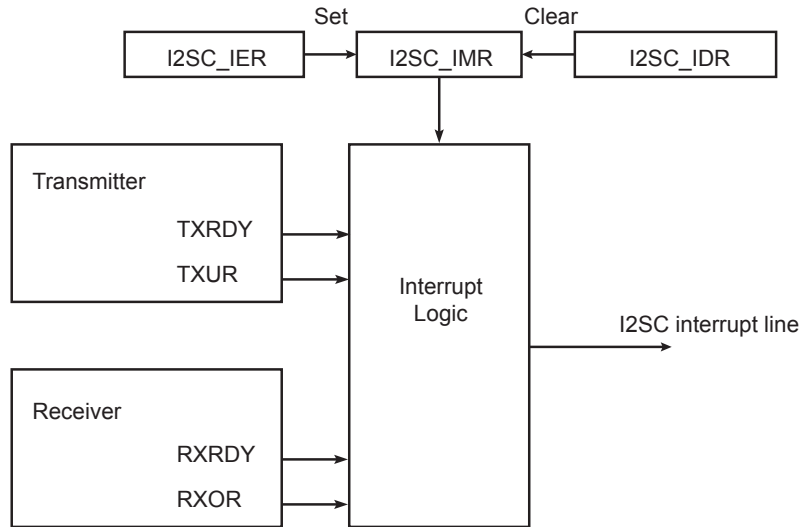 Set
Clear
I2SC_IER
I2SC_IMR
I2SC_IDR
Transmitter
TXRDY
TXUR
Interrupt
Logic
I2SC interrupt line
Receiver
RXRDY
RXOR